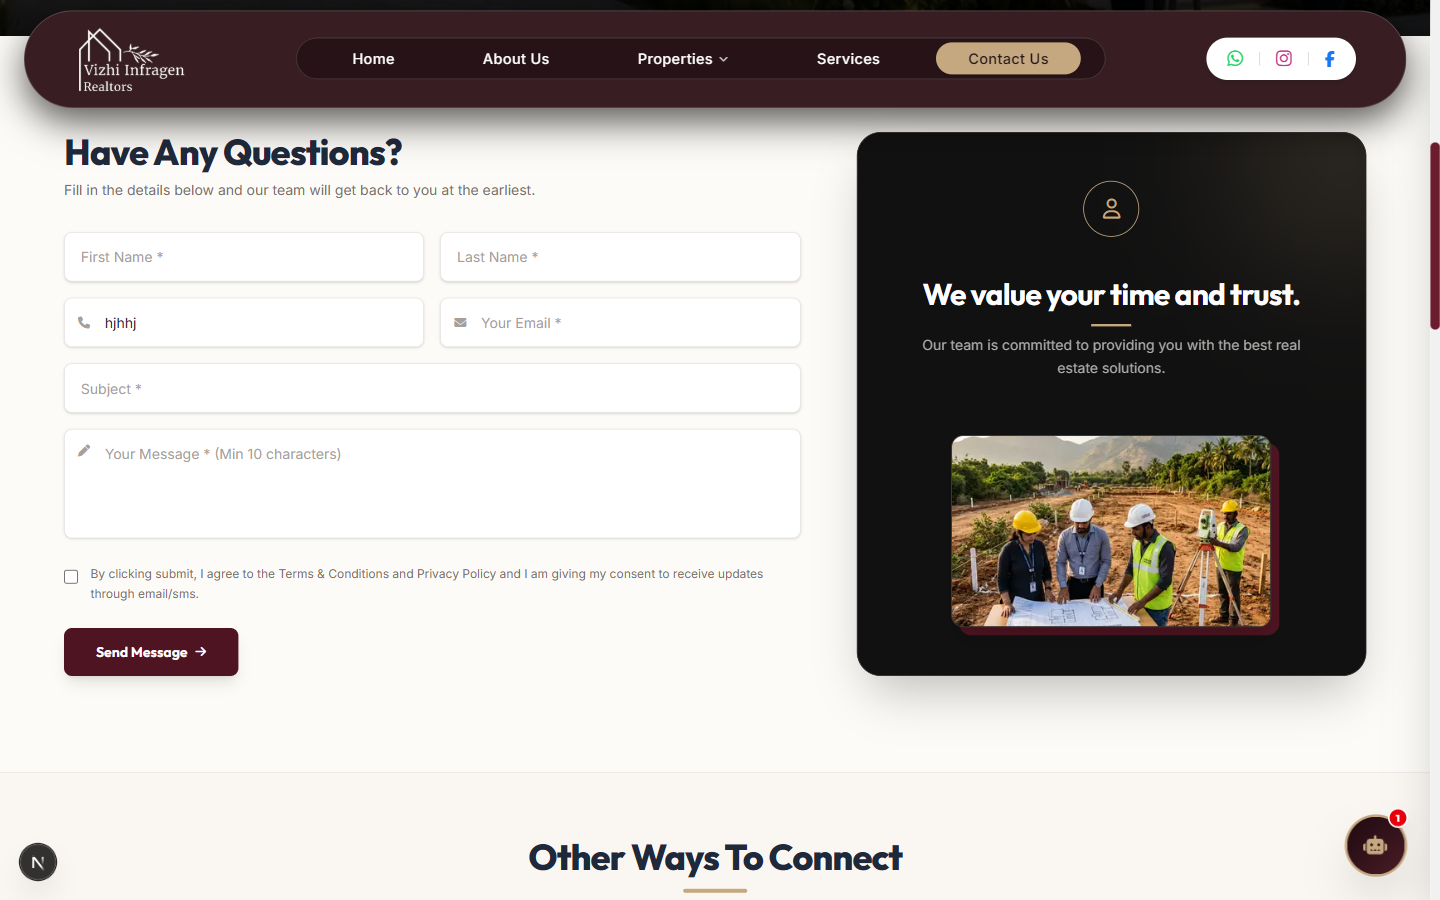 Vizhi Infragen
Realtors
Home
About Us
Properties
Services
Contact Us
Have Any Questions?
Fill in the details below and our team will get back to you at the earliest.
First Name *
Last Name *
hjhhj
Your Email *
Subject *
Your Message * (Min 10 characters)
By clicking submit, I agree to the Terms & Conditions and Privacy Policy and I am giving my consent to receive updates
through email/sms.
Send Message
We value your time and trust.
Our team is committed to providing you with the best real
estate solutions.
Other Ways To Connect
N
1